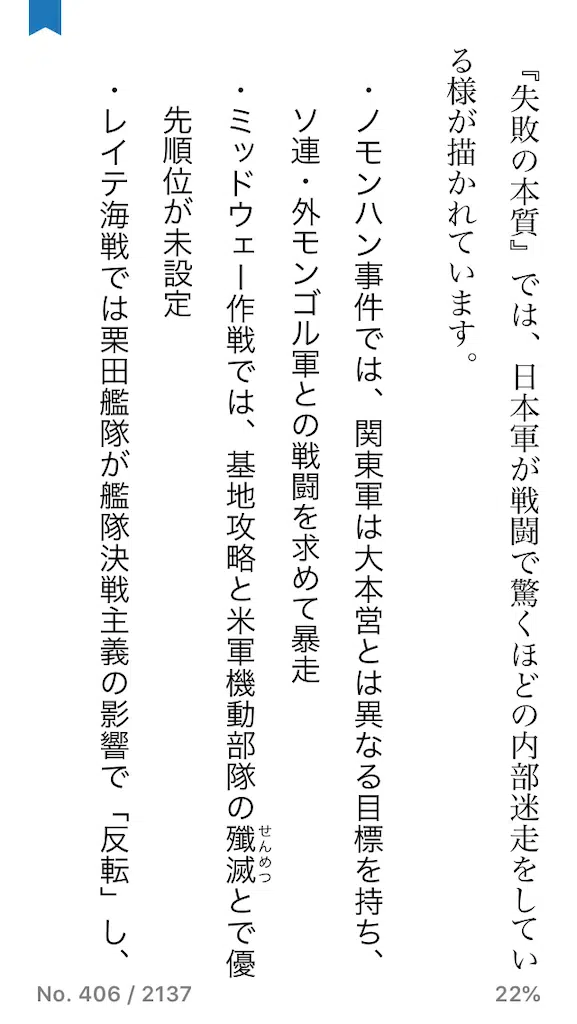 『失敗の本質』では、日本軍が戦闘で驚くほどの内部迷走をしてい
る様が描かれています。
・ノモンハン事件では、関東軍は大本営とは異なる目標を持ち、
ソ連・外モンゴル軍との戦闘を求めて暴走
・ミッドウェー作戦では、基地攻略と米軍機動部隊の殲滅とで優
せんめつ
先順位が未設定
・レイテ海戦では栗田艦隊が艦隊決戦主義の影響で「反転」し、
No. 406 / 2137
22%